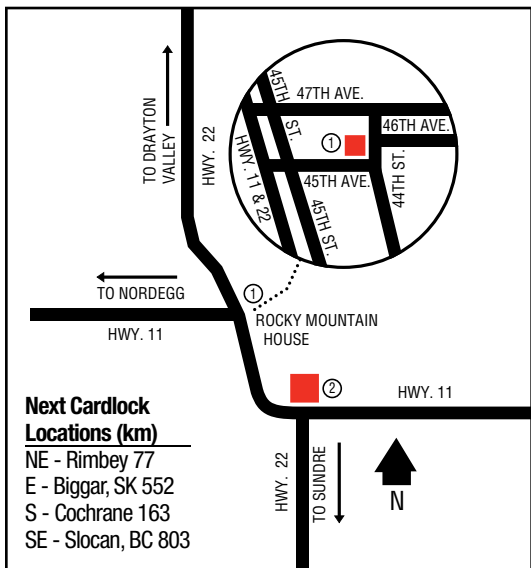 TO DRAYTON
VALLEY
HWY. 22
45TH ST.
47TH AVE.
46TH AVE.
1
HWY. 11 & 22
45TH AVE.
44TH ST.
45TH ST.
TO NORDEGG
1
HWY. 11
ROCKY MOUNTAIN
HOUSE
2
HWY. 11
HWY. 22
TO SUNDRE
N
Next Cardlock
Locations (km)
NE - Rimbey 77
E - Biggar, SK 552
S - Cochrane 163
SE - Slocan, BC 803